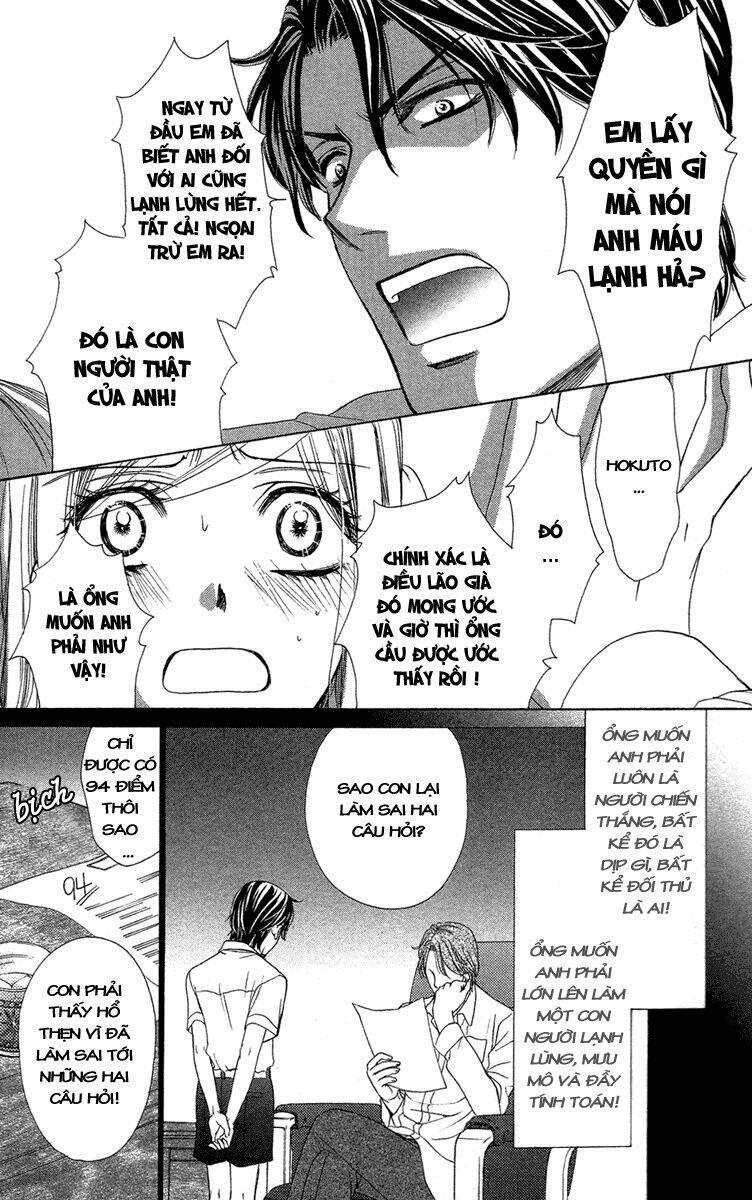 EM LẤY
QUYỀN GÌ
MÀ NÓI
ANH MÁU
LẠNH HẢ?
NGAY TỪ
ĐẦU EM ĐÃ
BIẾT ANH ĐỐI
VỚI AI CŨNG
LẠNH LÙNG HẾT.
TẤT CẢ! NGOẠI
TRỪ EM RA!
ĐÓ LÀ CON
NGƯỜI THẬT
CỦA ANH!
HOKUTO
...
ĐÓ
...
CHÍNH XÁC LÀ
ĐIỀU LÃO GIÀ
ĐÓ MONG ƯỚC
VÀ GIỜ THÌ ỔNG
CẦU ĐƯỢC ƯỚC
THẤY RỒI !
LÀ ỔNG
MUỐN ANH
PHẢI NHƯ
VẬY!
ỔNG MUỐN
ANH PHẢI
LUÔN LÀ
NGƯỜI CHIẾN
THẮNG, BẤT
KỂ ĐÓ LÀ
DỊP GÌ, BẤT
KỂ ĐỐI THỦ
LÀ AI!
ỔNG MUỐN
ANH PHẢI
LỚN LÊN LÀM
MỘT CON
NGƯỜI LẠNH
LŨNG, MƯU
MÔ VÀ ĐẦY
TÍNH TOÁN!
SAO CON LẠI
LÀM SAI HAI
CÂU HỎI?
CHỈ
ĐƯỢC CÓ
94 ĐIỂM
THÔI
SAO
...
bịch
94
CON PHẢI
THẤY HỔ
THẸN VÌ ĐÃ
LÀM SAI TỚI
NHỮNG HAI
CÂU HỎI!